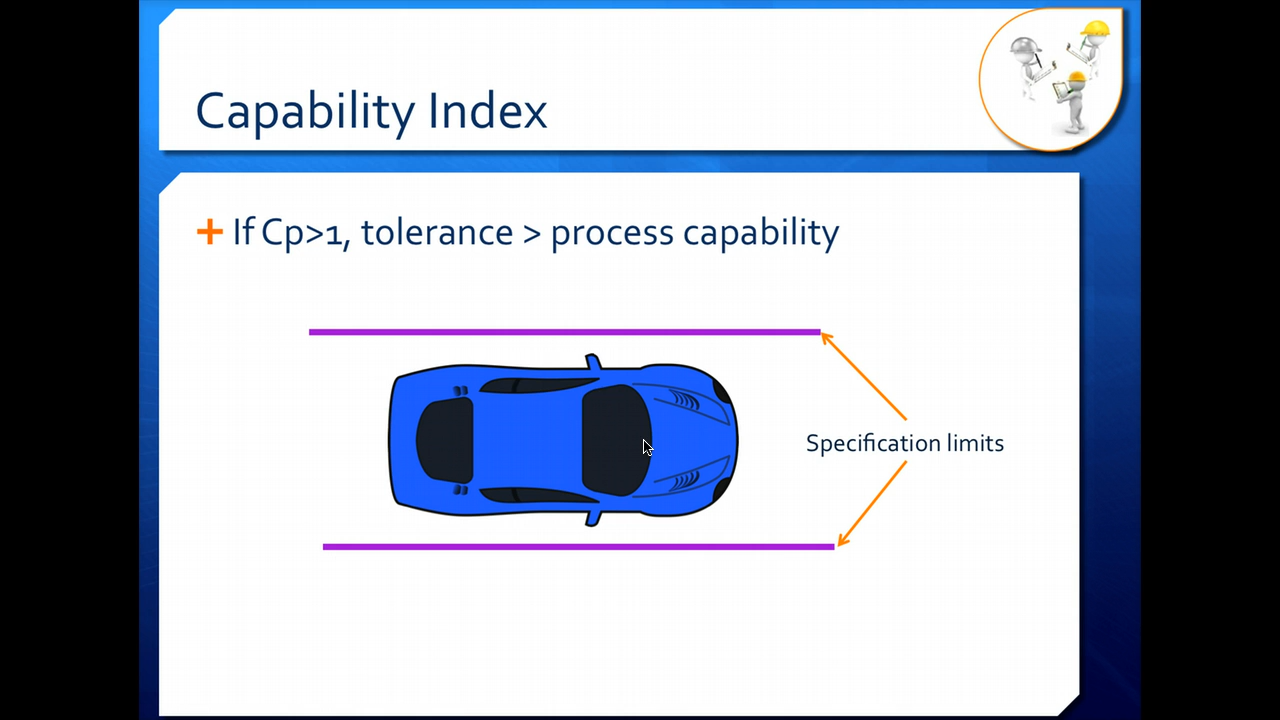 Capability Index
+ If Cp>1, tolerance > process capability
Specification limits